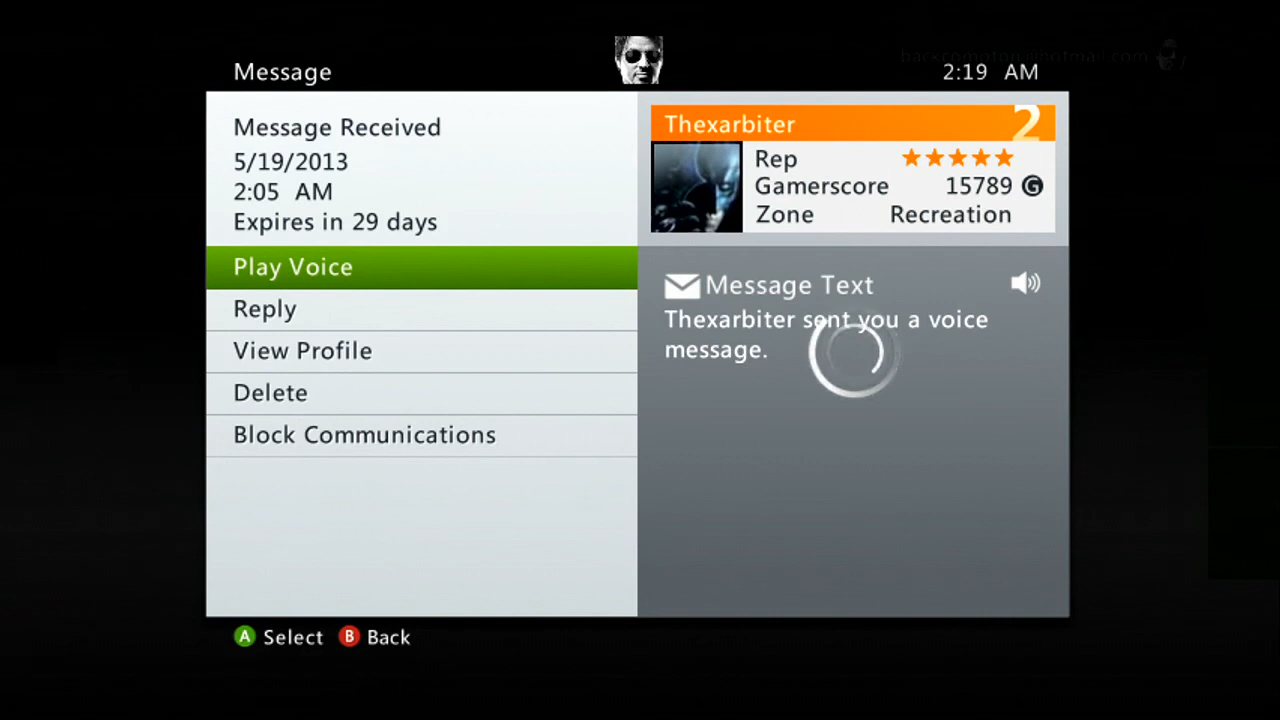 Message
2:19 AM
Message Received
5/19/2013
2:05 AM
Expires in 29 days
Play Voice
Reply
View Profile
Delete
Block Communications
Thexarbiter
2
Rep
Gamerscore 15789 G
Zone Recreation
Message Text
Thexarbiter sent you a voice
message.
A Select B Back